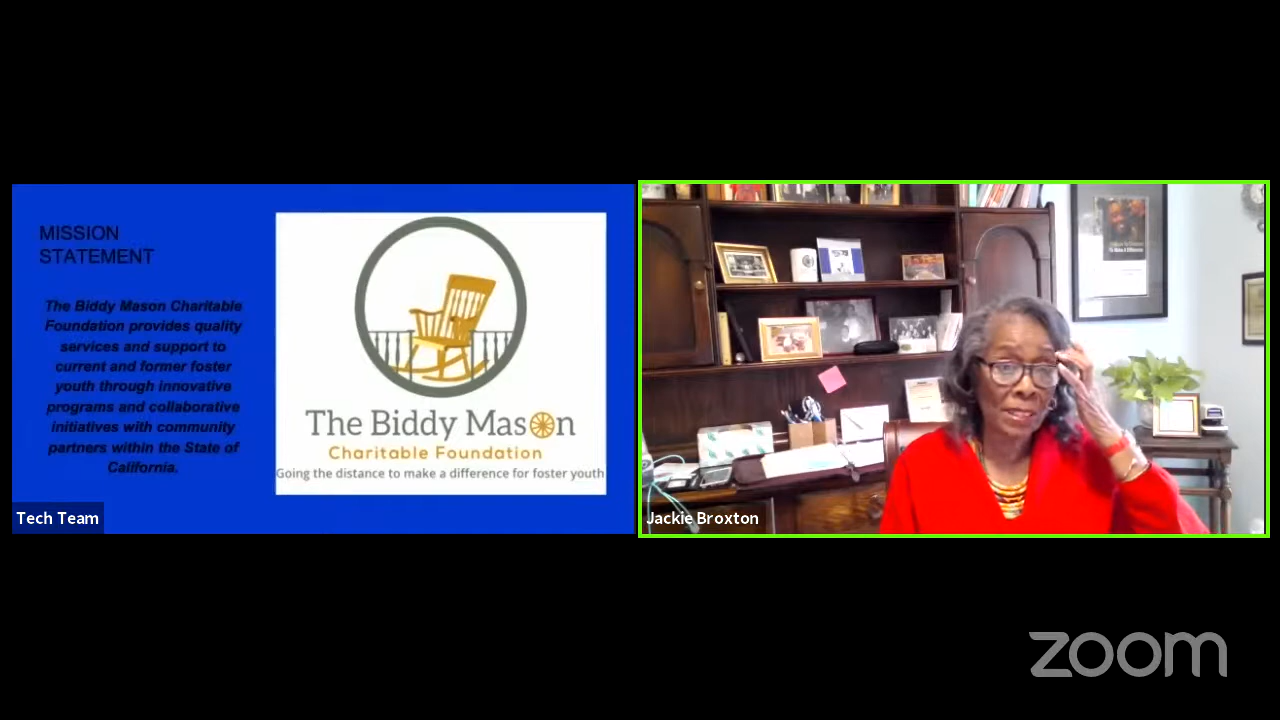 MISSION
STATEMENT
The Biddy Mason Charitable
Foundation provides quality
services and support to
current and former foster
youth through innovative
programs and collaborative
initiatives with community
partners within the State of
California.
The Biddy Mason
Charitable Foundation
Going the distance to make a difference for foster youth
Tech Team
Jackie Broxton
zoom